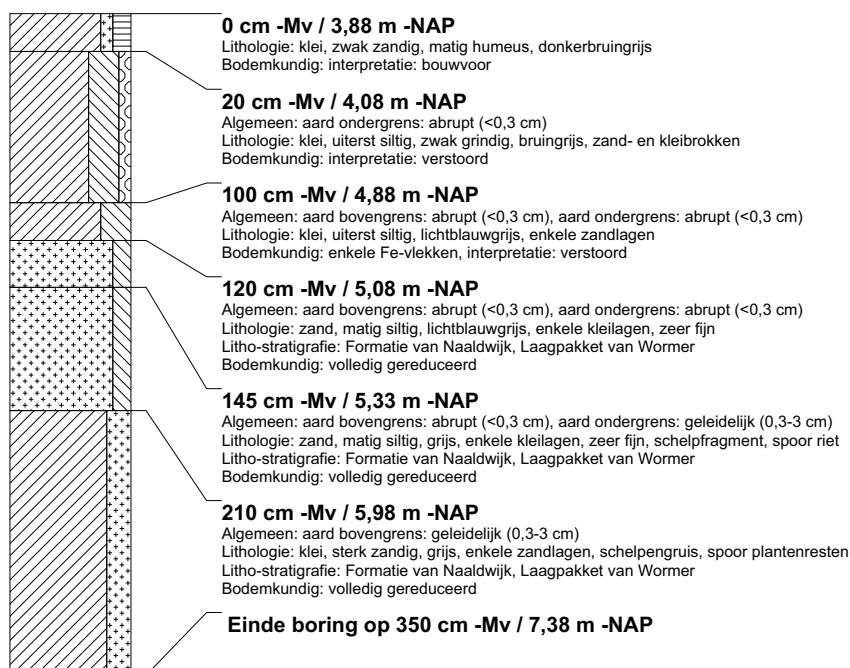 0 cm -Mv / 3,88 m -NAP
Lithologie: klei, zwak zandig, matig humeus, donkerbruingrijs
Bodemkundig: interpretatie: bouwvoor
20 cm -Mv / 4,08 m -NAP
Algemeen: aard ondergrens: abrupt (<0,3 cm)
Lithologie: klei, uiterst siltig, zwak grindig, bruingrijs, zand- en kleibrokken
Bodemkundig: interpretatie: verstoord
100 cm -Mv / 4,88 m -NAP
Algemeen: aard bovengrens: abrupt (<0,3 cm), aard ondergrens: abrupt (<0,3 cm)
Lithologie: klei, uiterst siltig, lichtblauwgrijs, enkele zandlagen
Bodemkundig: enkele Fe-vlekken, interpretatie: verstoord
120 cm -Mv / 5,08 m -NAP
Algemeen: aard bovengrens: abrupt (<0,3 cm), aard ondergrens: abrupt (<0,3 cm)
Lithologie: zand, matig siltig, lichtblauwgrijs, enkele kleilagen, zeer fijn
Litho-stratigrafie: Formatie van Naaldwijk, Laagpakket van Wormer
Bodemkundig: volledig gereduceerd
145 cm -Mv / 5,33 m -NAP
Algemeen: aard bovengrens: abrupt (<0,3 cm), aard ondergrens: geleidelijk (0,3-3 cm)
Lithologie: zand, matig siltig, grijs, enkele kleilagen, zeer fijn, schelpfragment, spoor riet
Litho-stratigrafie: Formatie van Naaldwijk, Laagpakket van Wormer
Bodemkundig: volledig gereduceerd
210 cm -Mv / 5,98 m -NAP
Algemeen: aard bovengrens: geleidelijk (0,3-3 cm)
Lithologie: klei, sterk zandig, grijs, enkele zandlagen, schelpengruis, spoor plantenresten
Litho-stratigrafie: Formatie van Naaldwijk, Laagpakket van Wormer
Bodemkundig: volledig gereduceerd
Einde boring op 350 cm -Mv / 7,38 m -NAP